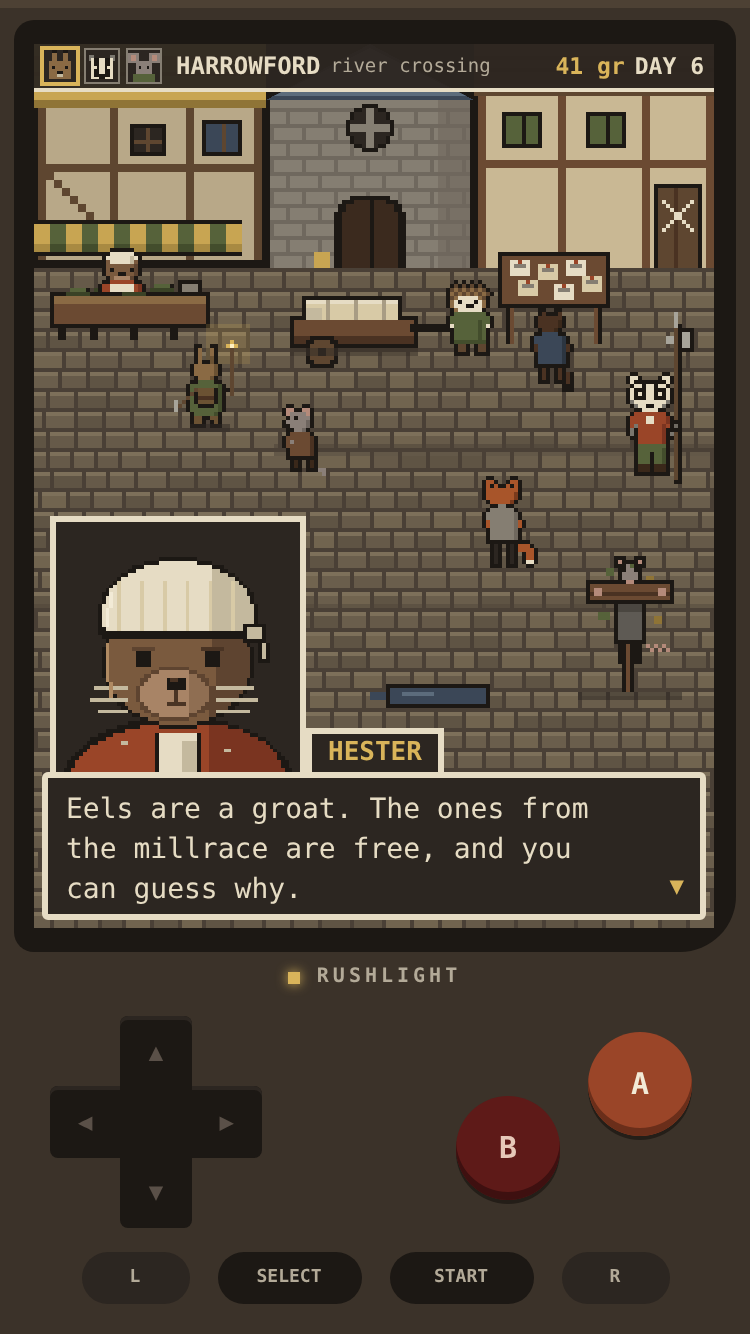 HARROWFORD river crossing 41 gr DAY 6
HESTER
Eels are a groat. The ones from
the millrace are free, and you
can guess why.
RUSHLIGHT
A
B
L SELECT START R